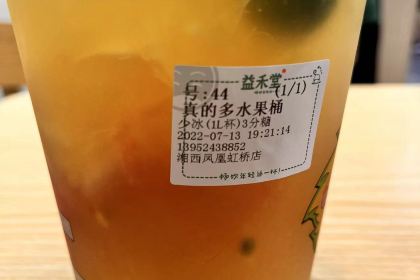 益禾堂
号:44 (1/1)
真的多水果桶
少冰(1L杯)3分糖
2022-07-13 19:21:14
13952438852
湘西凤凰虹桥店